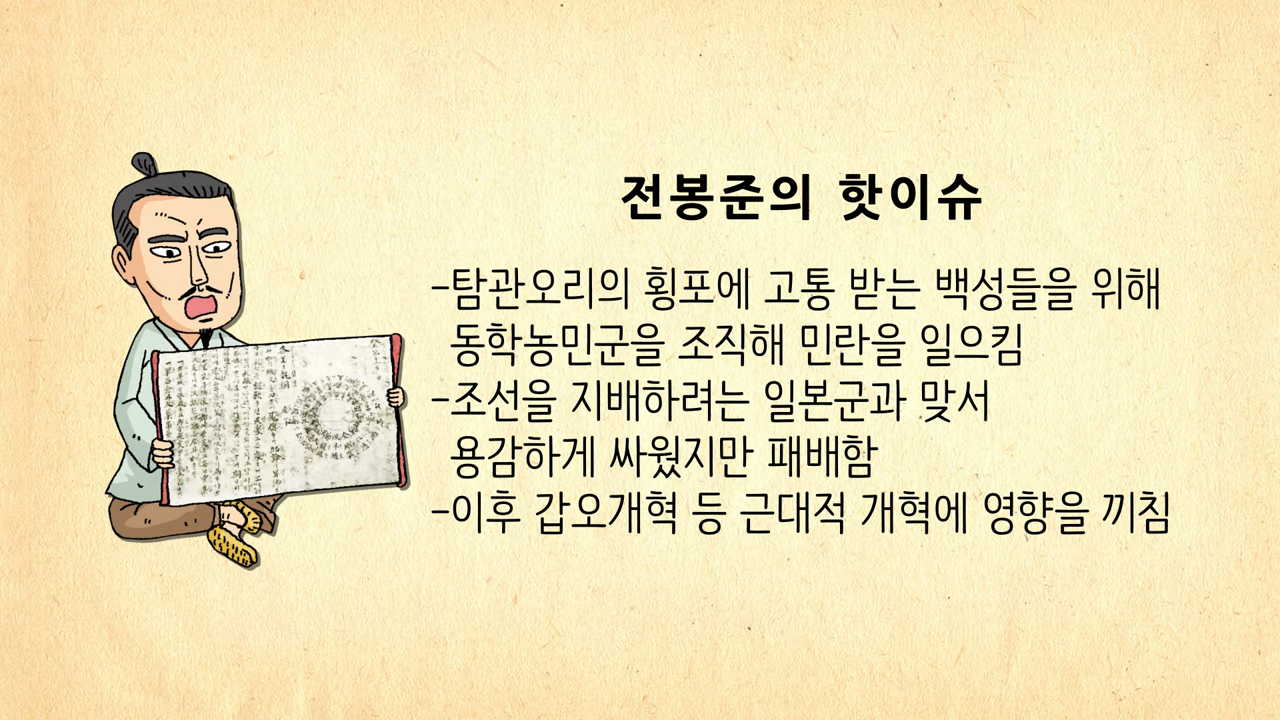 전봉준의 핫이슈
-탐관오리의 횡포에 고통 받는 백성들을 위해
동학농민군을 조직해 민란을 일으킴
-조선을 지배하려는 일본군과 맞서
용감하게 싸웠지만 패배함
-이후 갑오개혁 등 근대적 개혁에 영향을 끼침